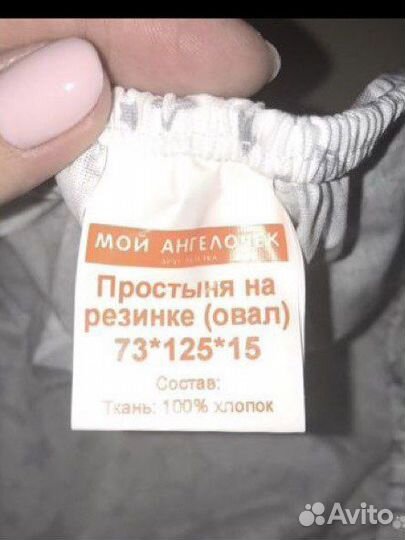 МОЙ АНГЕЛОЧЕК
Простыня на
резинке (овал)
73*125*15
Состав:
Ткань: 100% хлопок
Avito